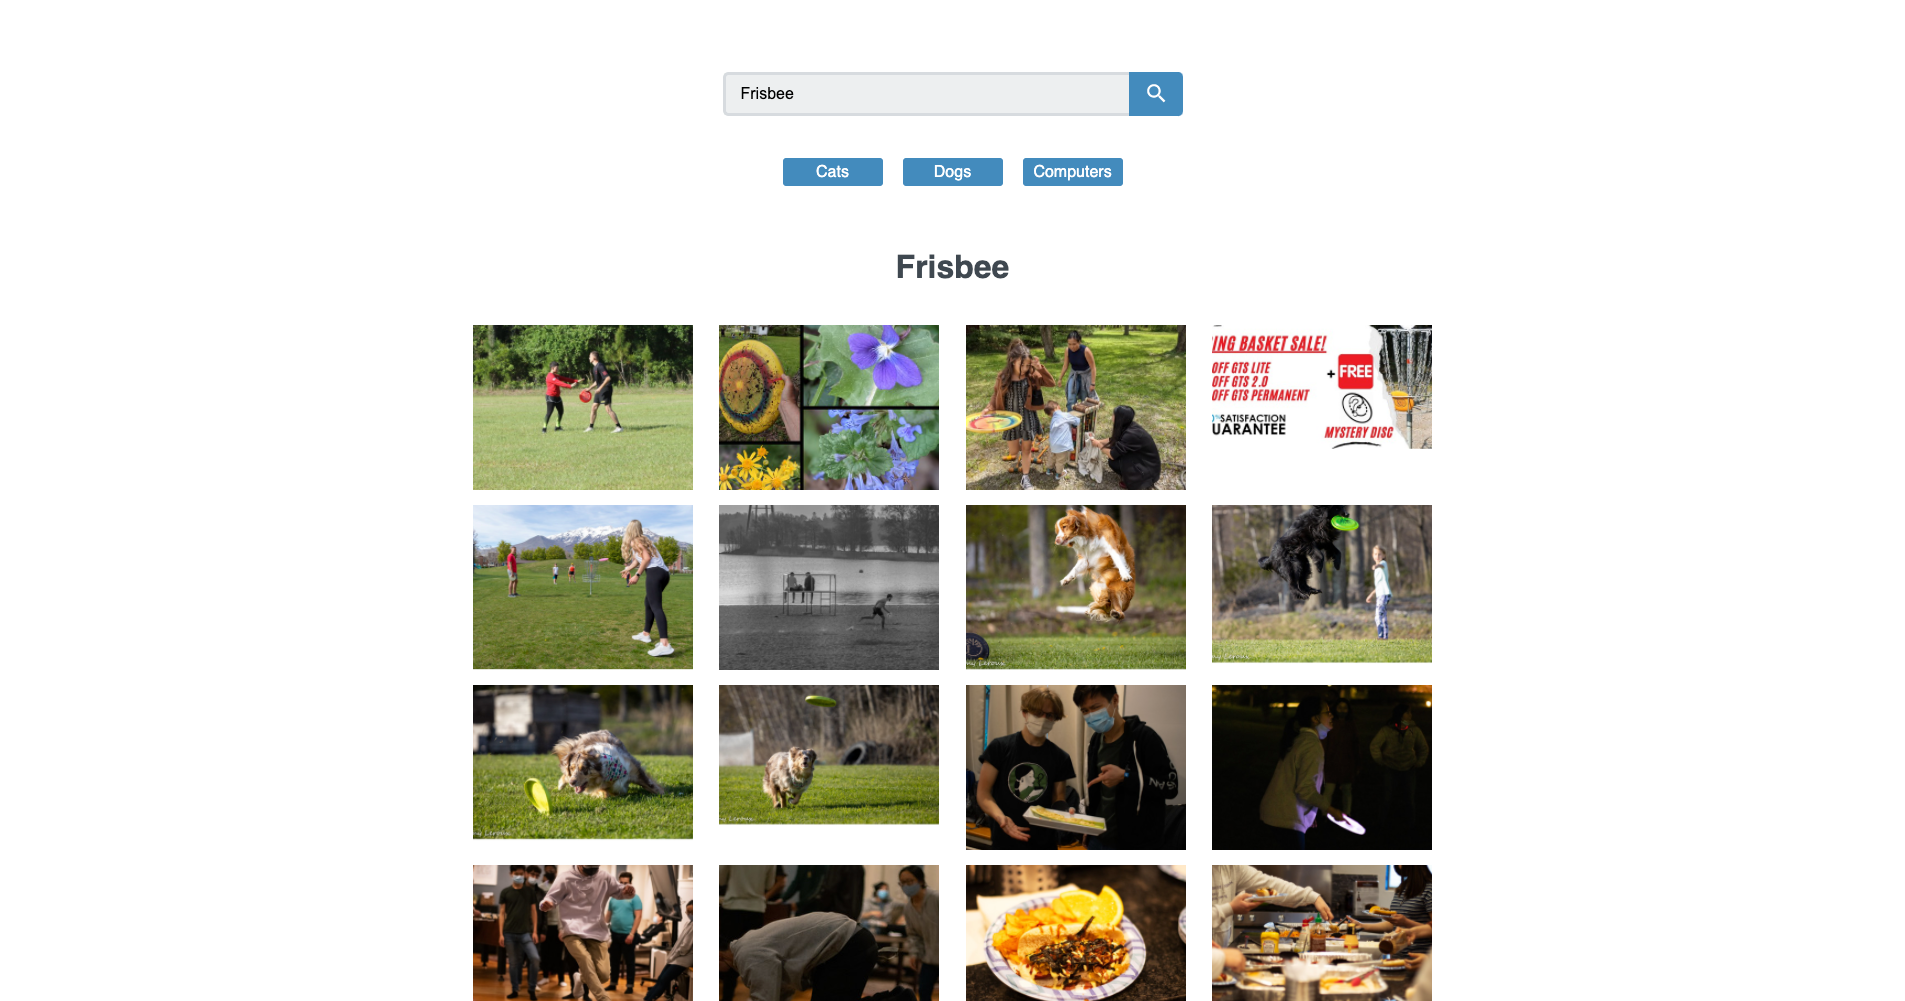 Frisbee
Cats
Dogs
Computers
Frisbee
ING BASKET SALE!
OFF GTS LITE
OFF GTS 2.0
OFF GTS PERMANENT
+ FREE
SATISFACTION
UARANTEE
MYSTERY DISC